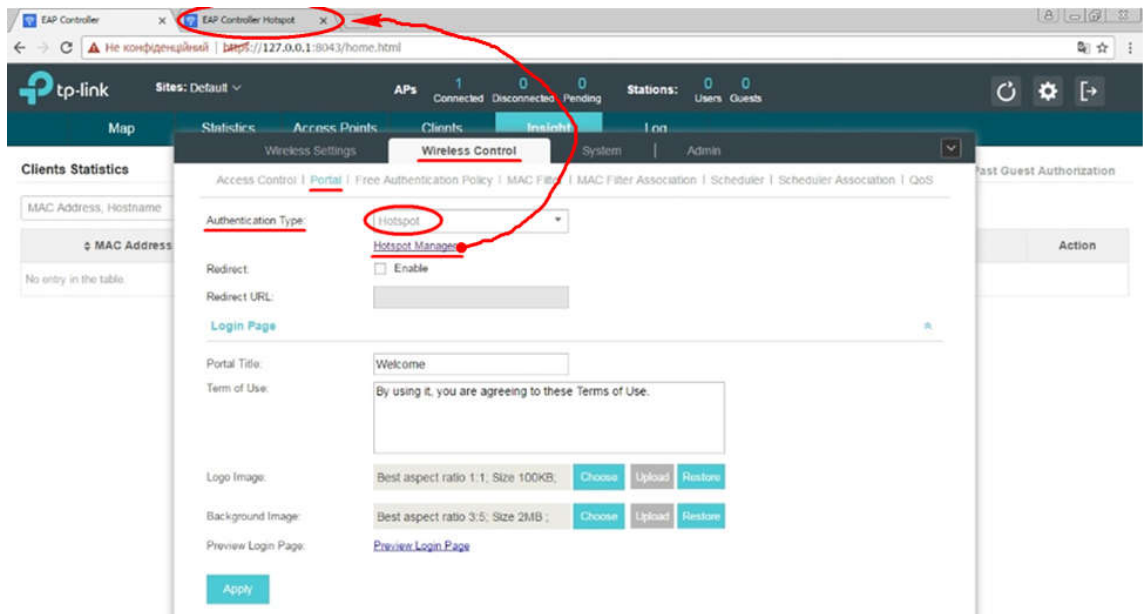 EAP Controller
EAP Controller Hotspot
Не конфіденційний | https://127.0.0.1:8043/home.html
tp-link Sites: Default APs 1 Connected 0 Disconnected 0 Pending Stations: 0 Users 0 Guests
Map Statistics Access Points Clients Insight Log
Wireless Settings Wireless Control System | Admin
Clients Statistics
Past Guest Authorization
Access Control | Portal | Free Authentication Policy | MAC Filter | MAC Filter Association | Scheduler | Scheduler Association | QoS
MAC Address, Hostname
Authentication Type: Hotspot
MAC Address
Hotspot Manager
Action
Redirect: Enable
No entry in the table.
Redirect URL:
Login Page
Portal Title: Welcome
Term of Use: By using it, you are agreeing to these Terms of Use.
Logo Image: Best aspect ratio 1:1; Size 100KB; Choose Upload Restore
Background Image: Best aspect ratio 3:5; Size 2MB ; Choose Upload Restore
Preview Login Page: Preview Login Page
Apply